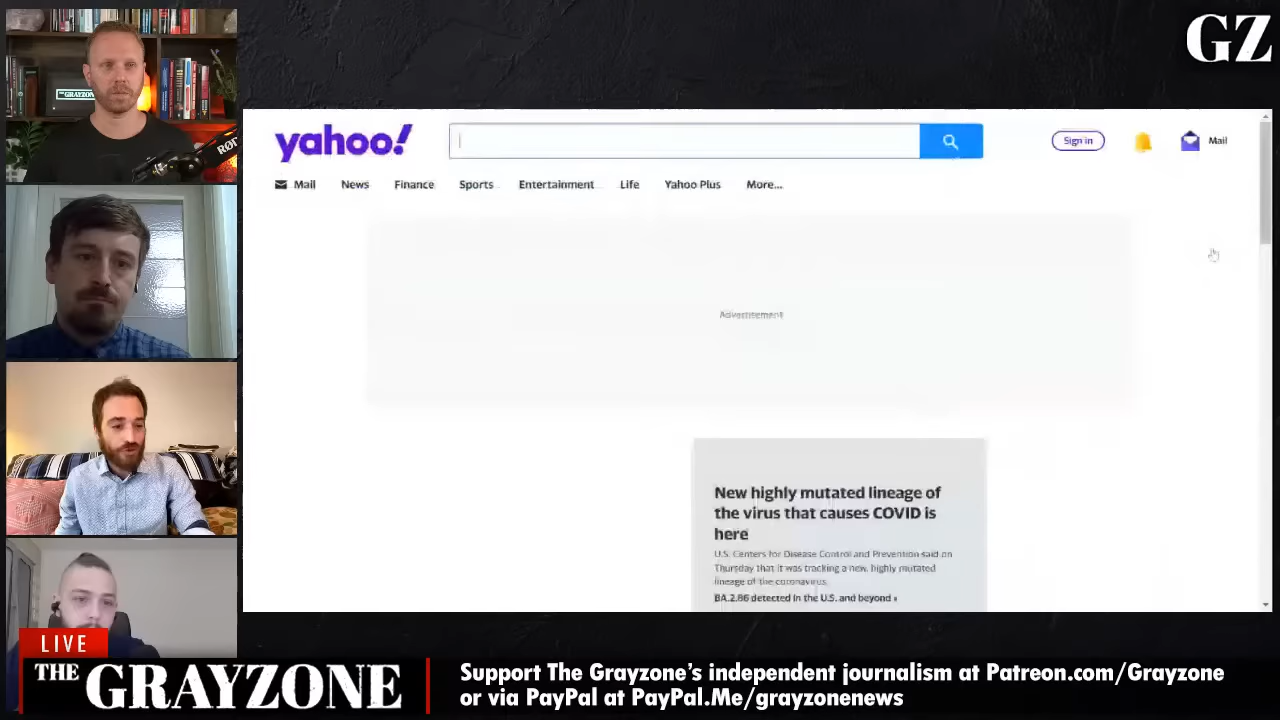 GZ
THE GRAYZONE
RØD
yahoo!
Sign in
Mail
Mail
News
Finance
Sports
Entertainment
Life
Yahoo Plus
More...
Advertisement
New highly mutated lineage of
the virus that causes COVID is
here
U.S. Centers for Disease Control and Prevention said on
Thursday that it was tracking a new, highly mutated
lineage of the coronavirus.
BA.2.86 detected in the U.S. and beyond »
LIVE
THE GRAYZONE
Support The Grayzone's independent journalism at Patreon.com/Grayzone
or via PayPal at PayPal.Me/grayzonenews